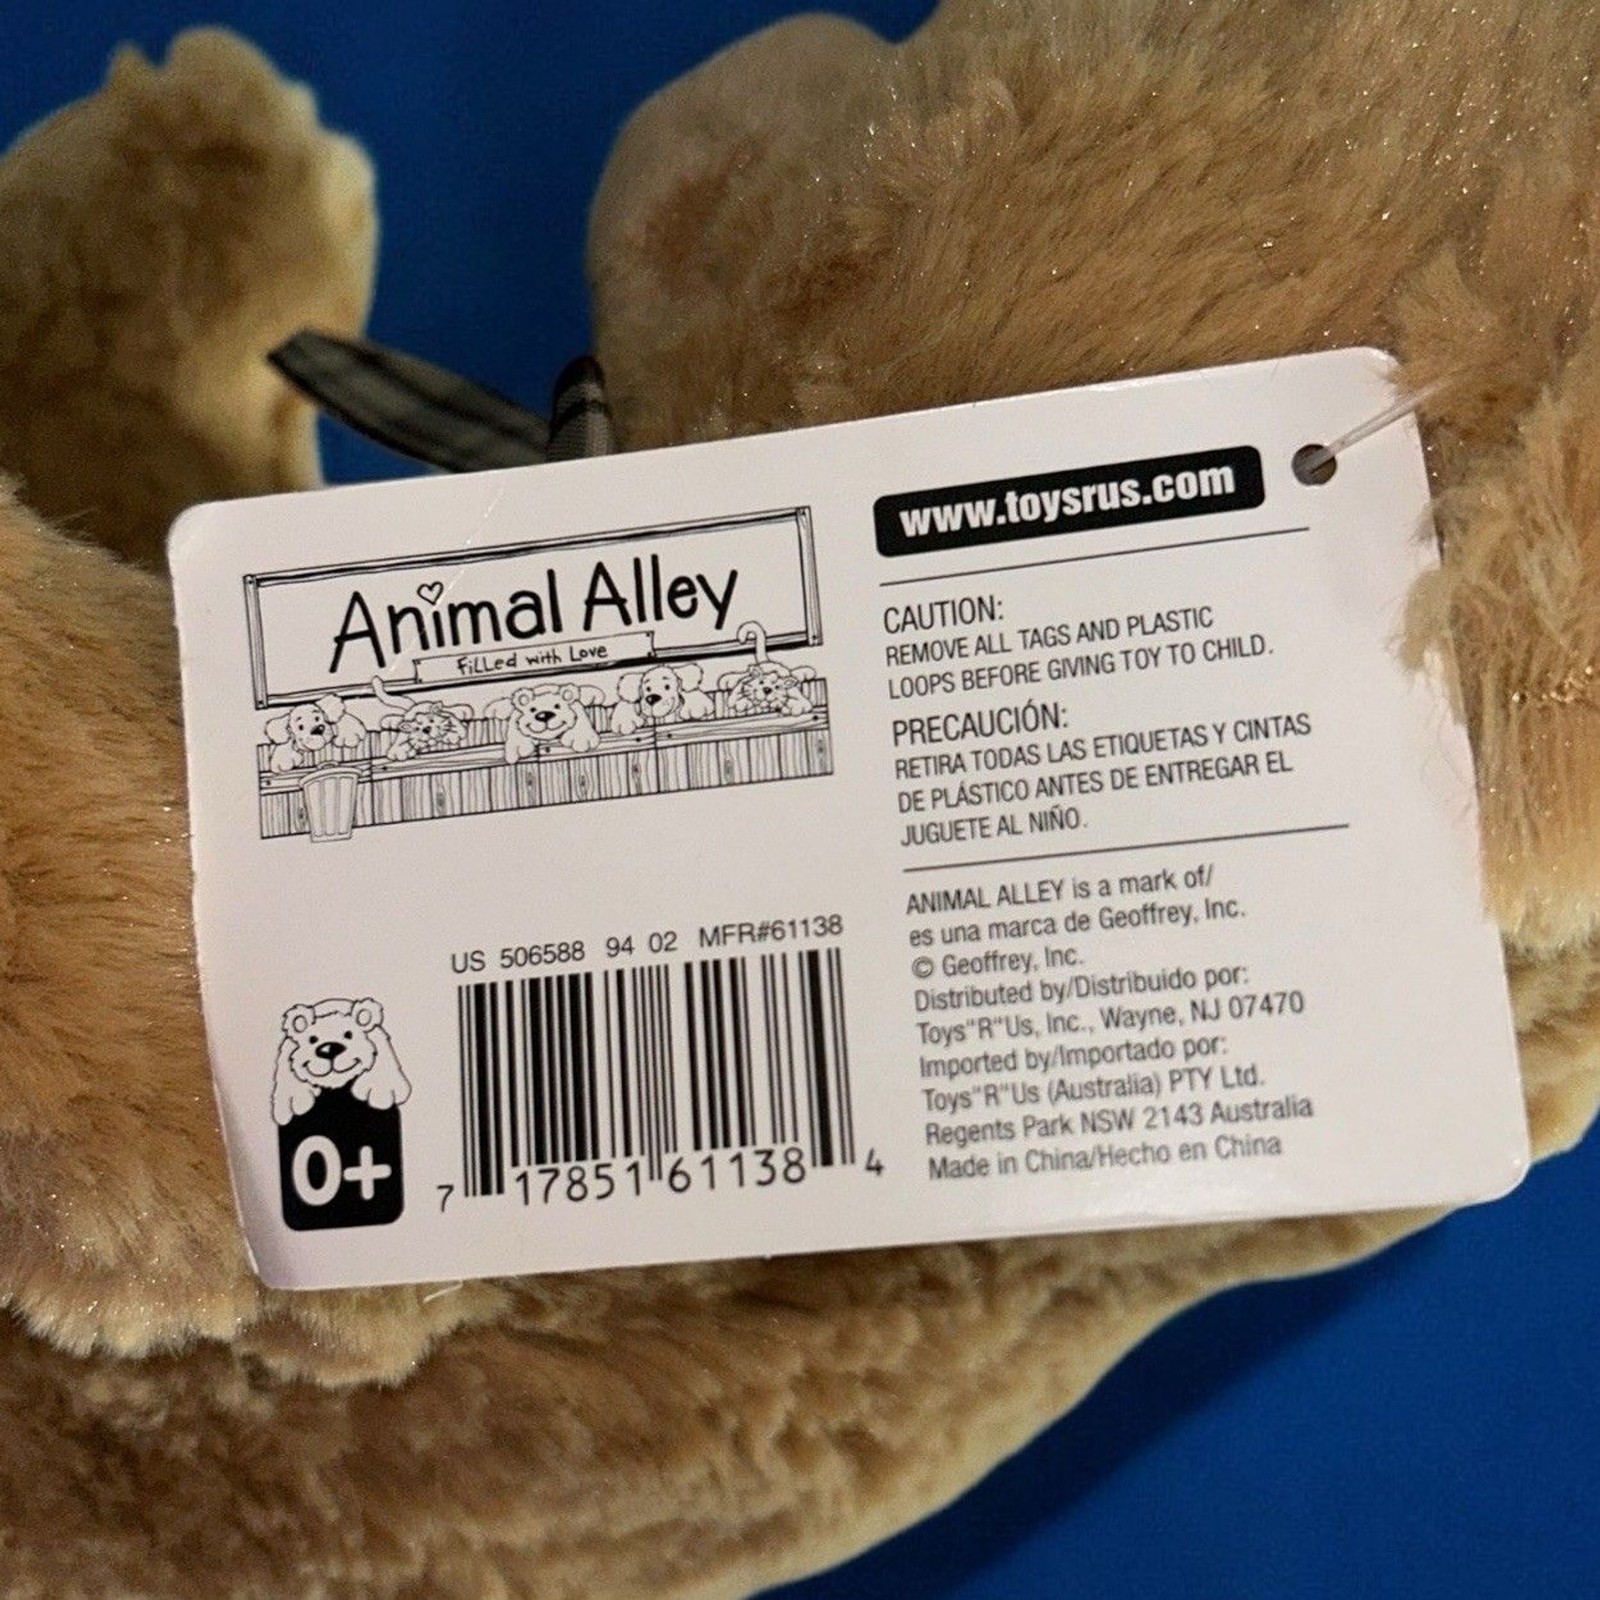 Animal Alley
Filled with Love
www.toysrus.com
CAUTION:
REMOVE ALL TAGS AND PLASTIC
LOOPS BEFORE GIVING TOY TO CHILD.
PRECAUCIÓN:
RETIRA TODAS LAS ETIQUETAS Y CINTAS
DE PLÁSTICO ANTES DE ENTREGAR EL
JUGUETE AL NIÑO.
ANIMAL ALLEY is a mark of/
es una marca de Geoffrey, Inc.
© Geoffrey, Inc.
Distributed by/Distribuido por:
Toys"R"Us, Inc., Wayne, NJ 07470
Imported by/Importado por:
Toys"R"Us (Australia) PTY Ltd.
Regents Park NSW 2143 Australia
Made in China/Hecho en China
US 506588 94 02 MFR#61138
7 17851 61138 4
0+